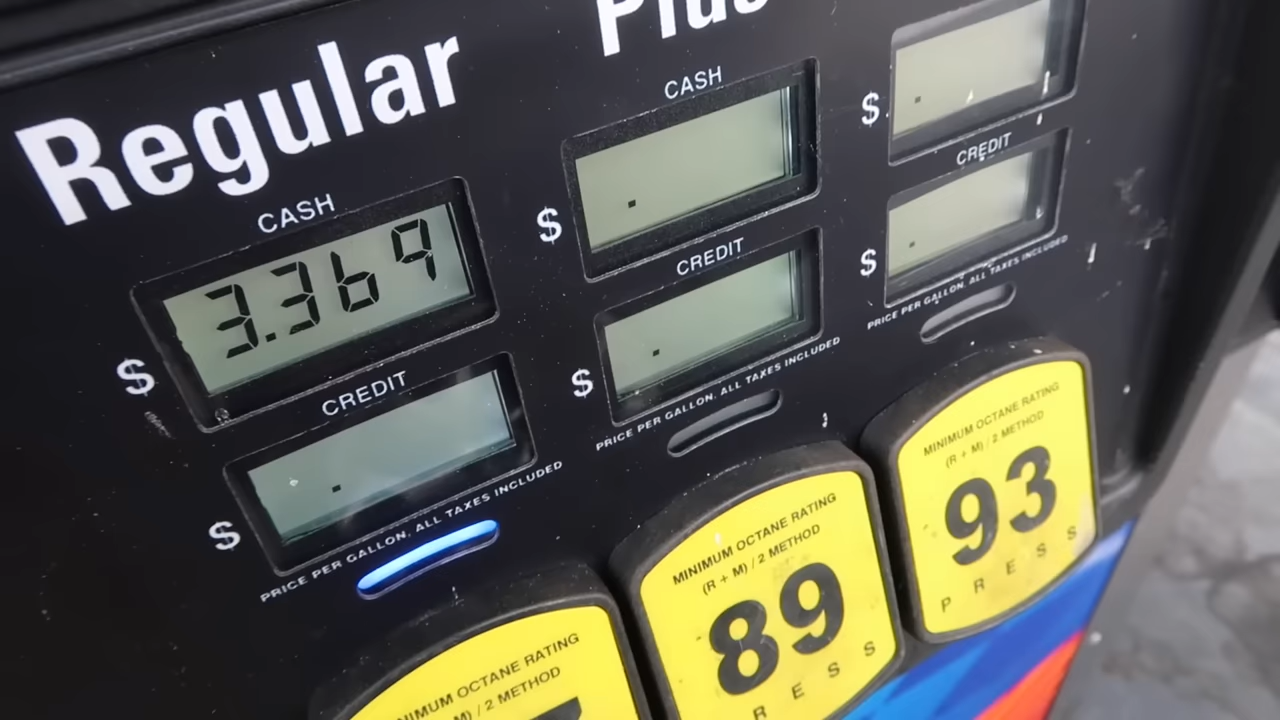 Regular
CASH
$ 3.369
CREDIT
$ .
PRICE PER GALLON, ALL TAXES INCLUDED
MINIMUM OCTANE RATING
(R + M) / 2 METHOD
CASH
$ .
CREDIT
$ .
PRICE PER GALLON, ALL TAXES INCLUDED
MINIMUM OCTANE RATING
(R + M) / 2 METHOD
89
PRESS
$ .
CREDIT
$ .
PRICE PER GALLON, ALL TAXES INCLUDED
MINIMUM OCTANE RATING
(R + M) / 2 METHOD
93
PRESS